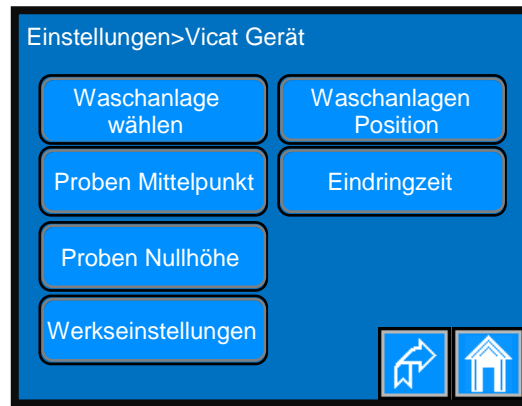 Einstellungen>Vicat Gerät
Waschanlage
wählen
Waschanlagen
Position
Proben Mittelpunkt
Eindringzeit
Proben Nullhöhe
Werkseinstellungen